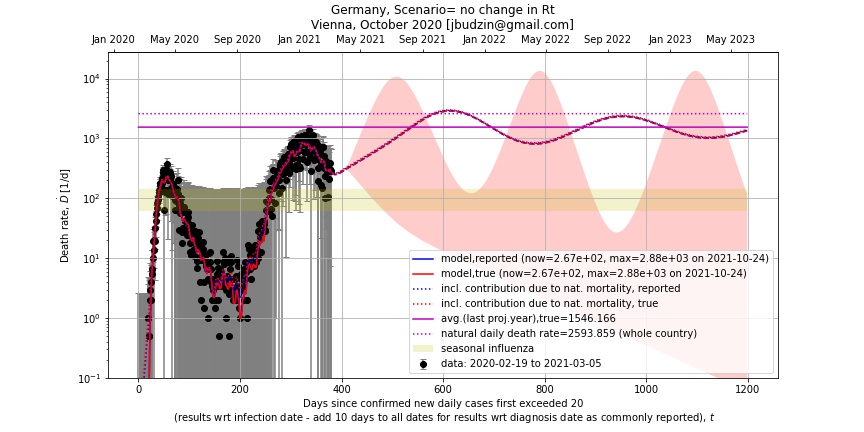 Germany, Scenario= no change in Rt
Vienna, October 2020 [jbudzin@gmail.com]
Jan 2020 May 2020 Sep 2020 Jan 2021 May 2021 Sep 2021 Jan 2022 May 2022 Sep 2022 Jan 2023 May 2023
10⁴
10³
10²
10¹
10⁰
10⁻¹
Death rate, D [1/d]
model,reported (now=2.67e+02, max=2.88e+03 on 2021-10-24)
model,true (now=2.67e+02, max=2.88e+03 on 2021-10-24)
incl. contribution due to nat. mortality, reported
incl. contribution due to nat. mortality, true
avg.(last proj.year),true=1546.166
natural daily death rate=2593.859 (whole country)
seasonal influenza
data: 2020-02-19 to 2021-03-05
0 200 400 600 800 1000 1200
Days since confirmed new daily cases first exceeded 20
(results wrt infection date - add 10 days to all dates for results wrt diagnosis date as commonly reported), t